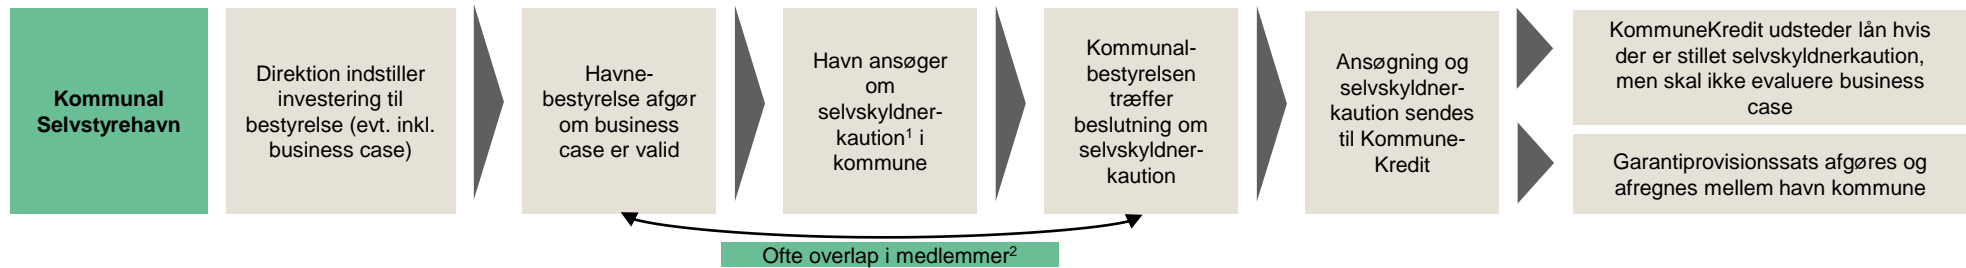 Kommunal
Selvstyrehavn
Direktion indstiller
investering til
bestyrelse (evt. inkl.
business case)
Havne-
bestyrelse afgør
om business
case er valid
Havn ansøger
om
selvskyldner-
kaution¹ i
kommune
Kommunal-
bestyrelsen
træffer
beslutning om
selvskyldner-
kaution
Ansøgning og
selvskyldner-
kaution sendes
til Kommune-
Kredit
KommuneKredit udsteder lån hvis
der er stillet selvskyldnerkaution,
men skal ikke evaluere business
case
Garantiprovisionssats afgøres og
afregnes mellem havn kommune
Ofte overlap i medlemmer²